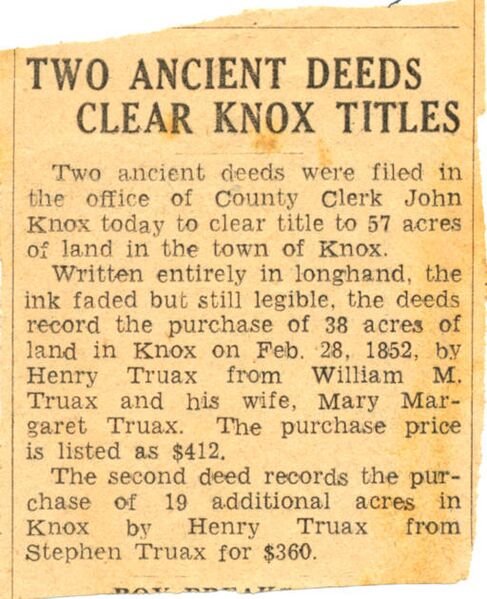 TWO ANCIENT DEEDS
CLEAR KNOX TITLES
Two ancient deeds were filed in
the office of County Clerk John
Knox today to clear title to 57 acres
of land in the town of Knox.
Written entirely in longhand, the
ink faded but still legible, the deeds
record the purchase of 38 acres of
land in Knox on Feb. 28, 1852, by
Henry Truax from William M.
Truax and his wife, Mary Mar-
garet Truax. The purchase price
is listed as $412.
The second deed records the pur-
chase of 19 additional acres in
Knox by Henry Truax from
Stephen Truax for $360.